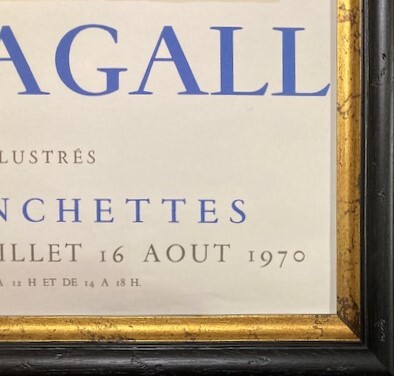 AGALL
LUSTRÉS
NCHETTES
ILLET 16 AOUT 1970
A 12 H ET DE 14 A 18 H.